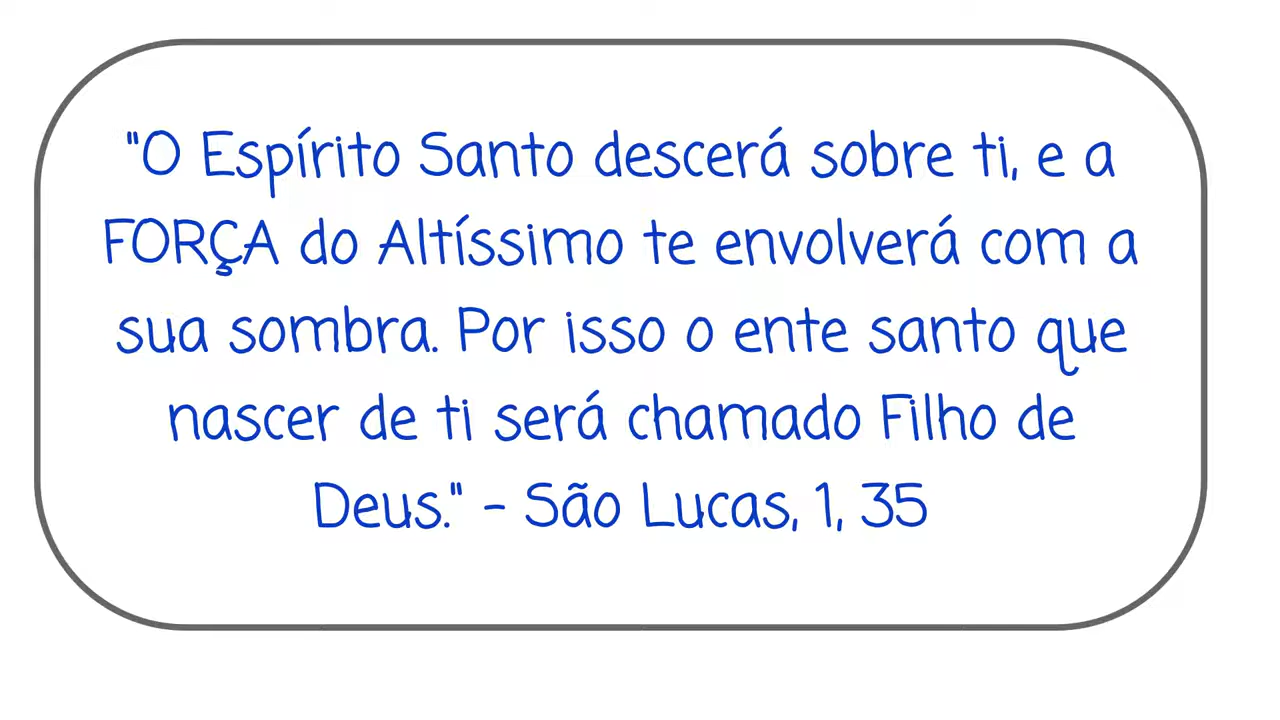 "O Espírito Santo descerá sobre ti, e a
FORÇA do Altíssimo te envolverá com a
sua sombra. Por isso o ente santo que
nascer de ti será chamado Filho de
Deus." - São Lucas, 1, 35